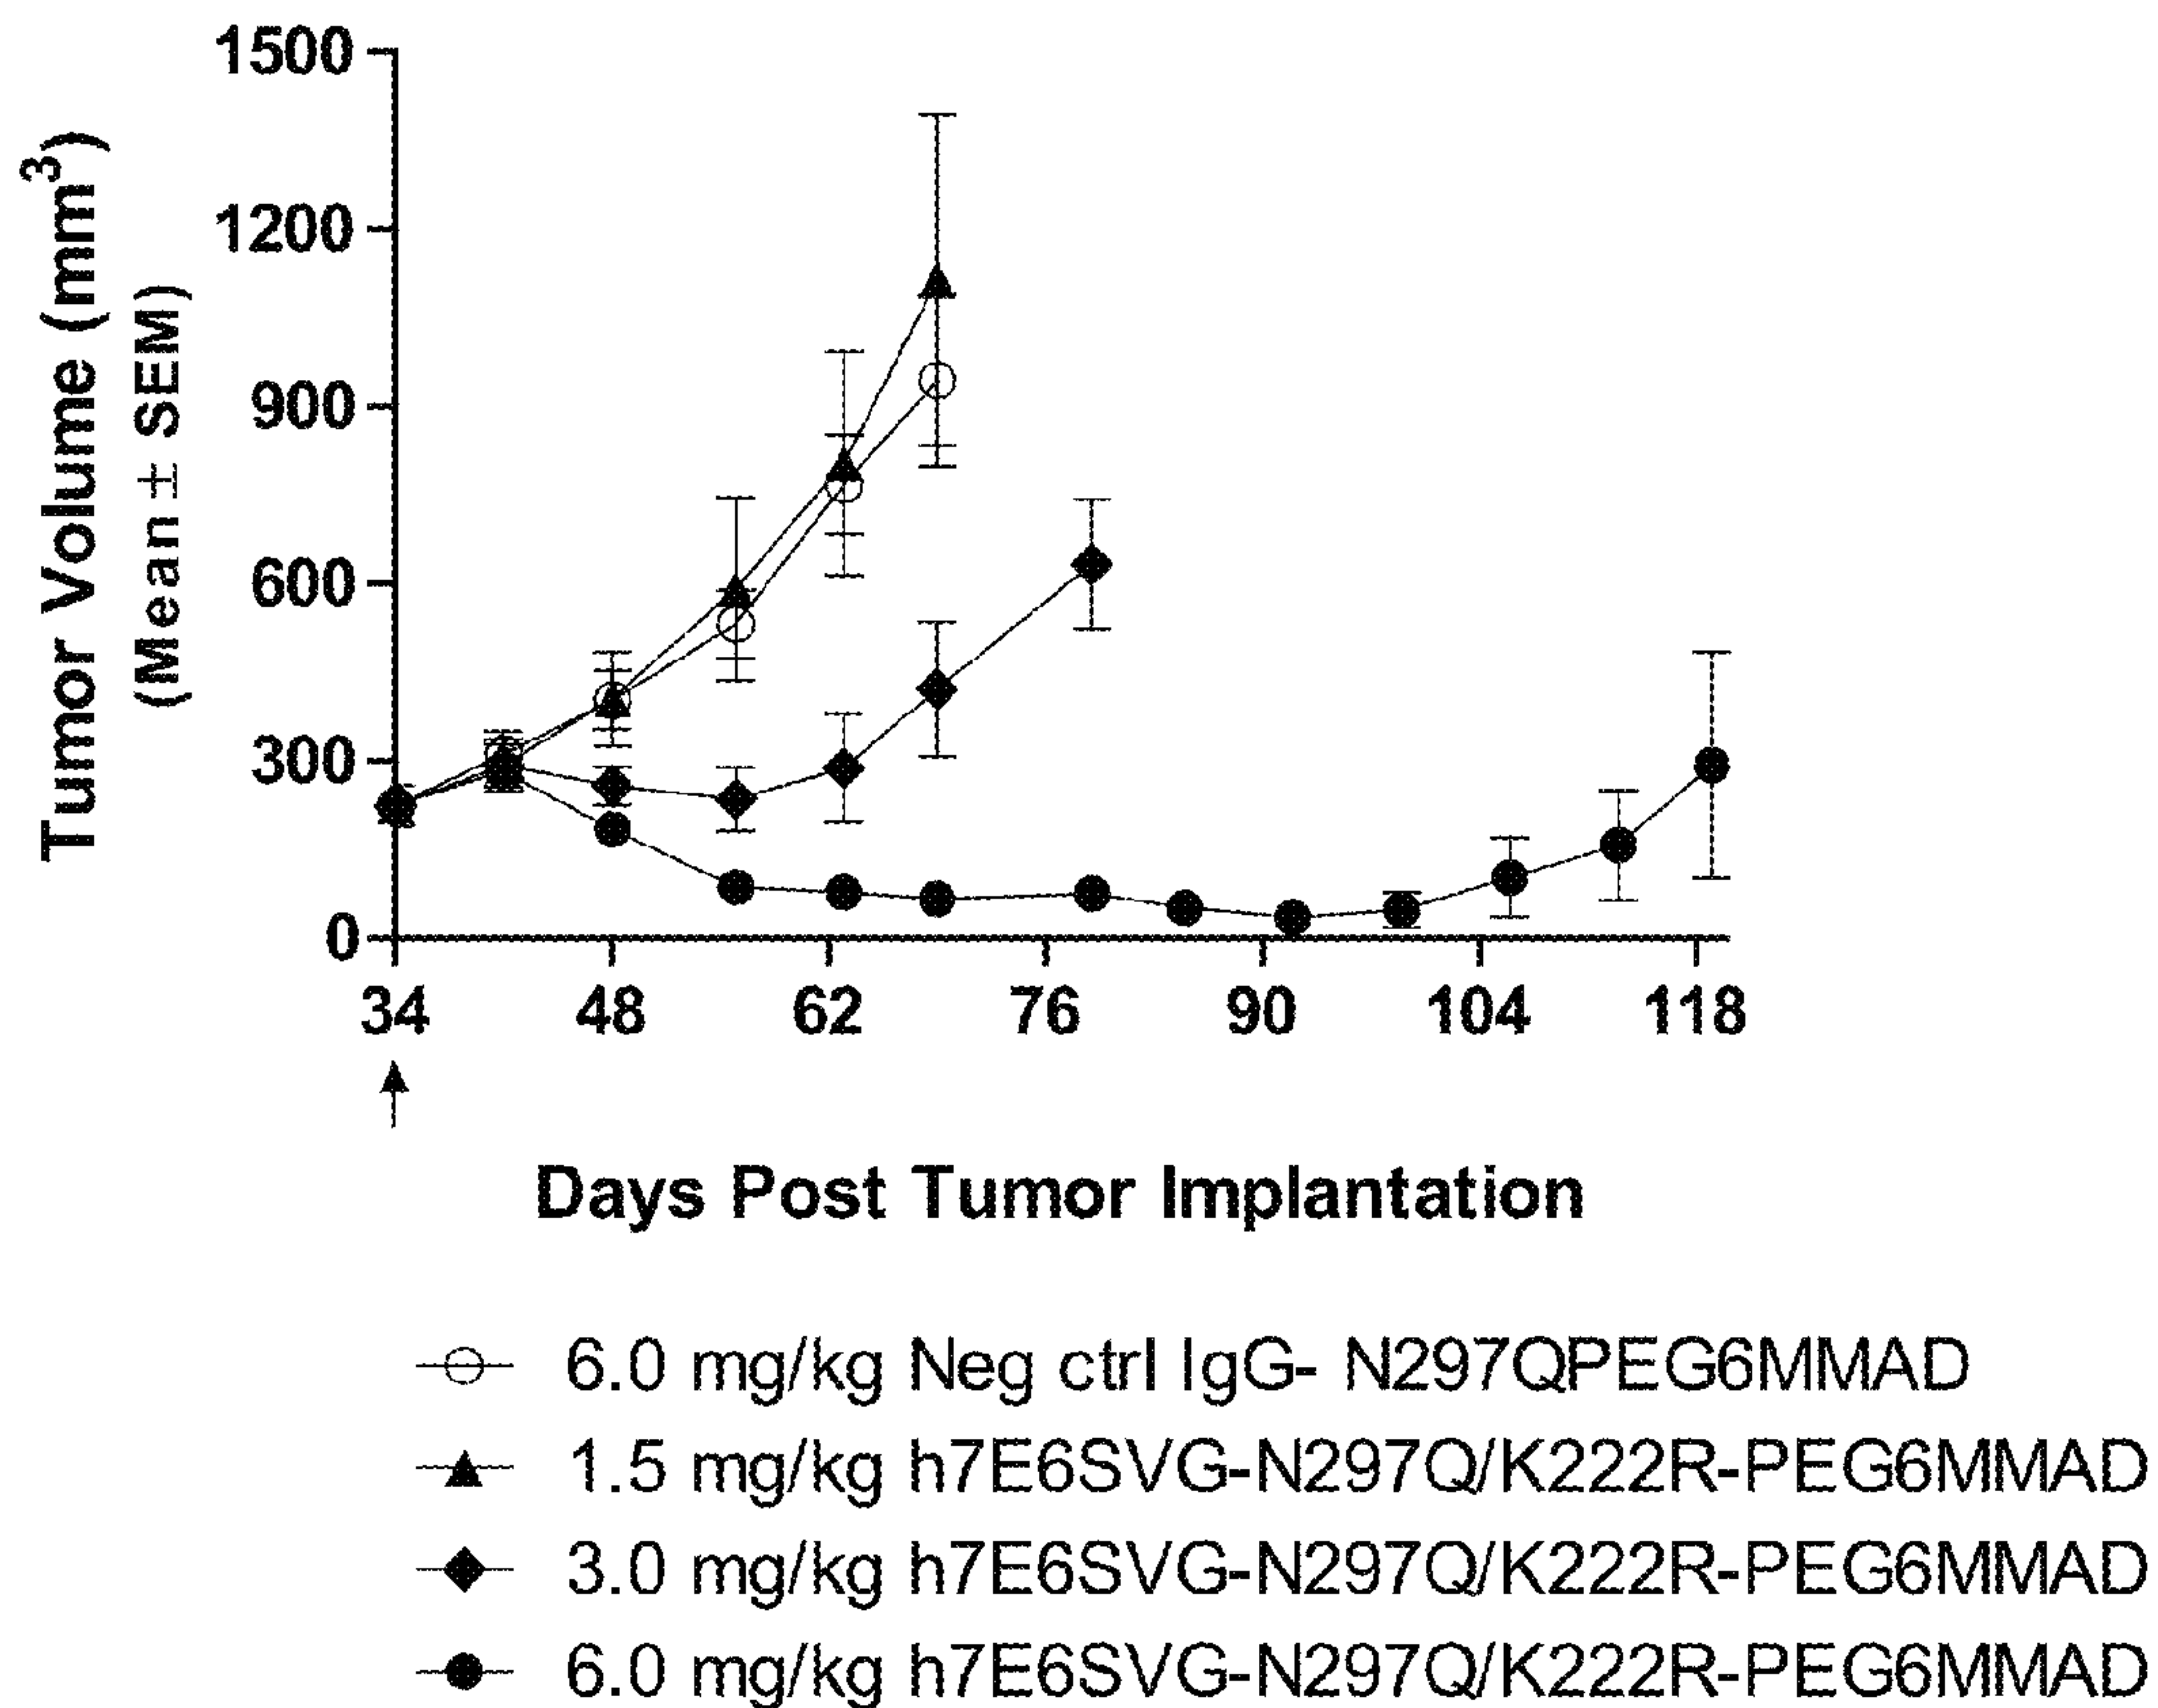 Tumor Volume (mm³)
(Mean ± SEM)
1500
1200
900
600
300
0
34 48 62 76 90 104 118
Days Post Tumor Implantation
6.0 mg/kg Neg ctrl IgG- N297QPEG6MMAD
1.5 mg/kg h7E6SVG-N297Q/K222R-PEG6MMAD
3.0 mg/kg h7E6SVG-N297Q/K222R-PEG6MMAD
6.0 mg/kg h7E6SVG-N297Q/K222R-PEG6MMAD